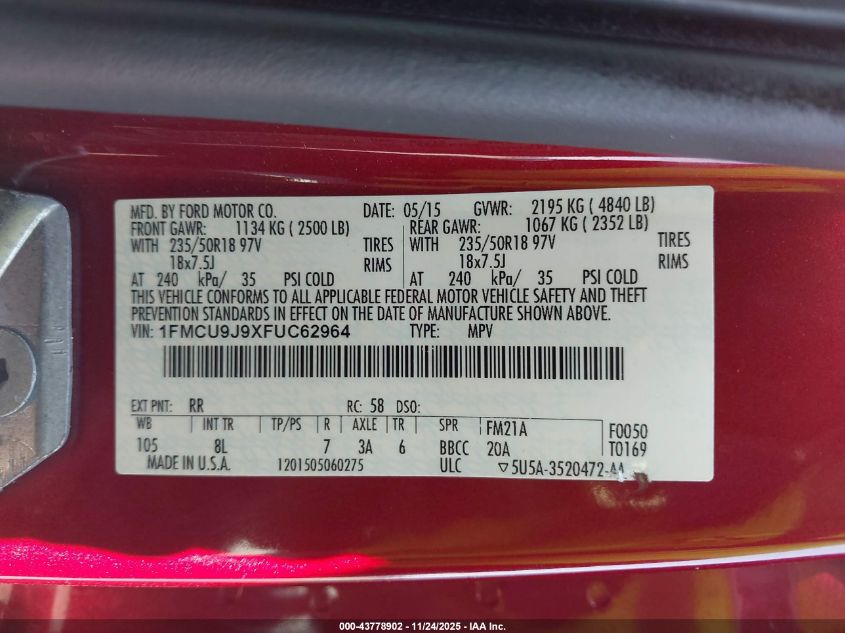 MFD. BY FORD MOTOR CO. DATE: 05/15 GVWR: 2195 KG ( 4840 LB)
FRONT GAWR: 1134 KG ( 2500 LB) REAR GAWR: 1067 KG ( 2352 LB)
WITH 235/50R18 97V TIRES WITH 235/50R18 97V TIRES
18x7.5J RIMS 18x7.5J RIMS
AT 240 kPa/ 35 PSI COLD AT 240 kPa/ 35 PSI COLD
THIS VEHICLE CONFORMS TO ALL APPLICABLE FEDERAL MOTOR VEHICLE SAFETY AND THEFT
PREVENTION STANDARDS IN EFFECT ON THE DATE OF MANUFACTURE SHOWN ABOVE.
VIN: 1FMCU9J9XFUC62964 TYPE: MPV
EXT PNT: RR RC: 58 DSO:
WB INT TR TP/PS R AXLE TR SPR FM21A F0050
105 8L 7 3A 6 BBCC 20A T0169
MADE IN U.S.A. 1201505060275 ULC ▽5U5A-3520472-AA
000-43778902 - 11/24/2025 - IAA Inc.